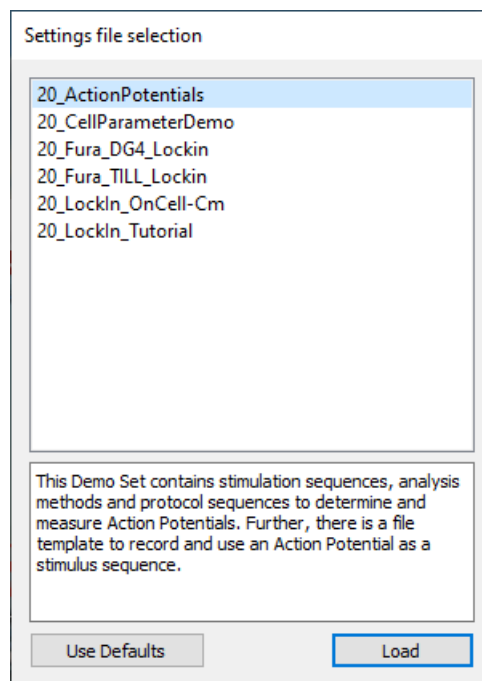 Settings file selection
20_ActionPotentials
20_CellParameterDemo
20_Fura_DG4_Lockin
20_Fura_TILL_Lockin
20_LockIn_OnCell-Cm
20_LockIn_Tutorial
This Demo Set contains stimulation sequences, analysis
methods and protocol sequences to determine and
measure Action Potentials. Further, there is a file
template to record and use an Action Potential as a
stimulus sequence.
Use Defaults
Load